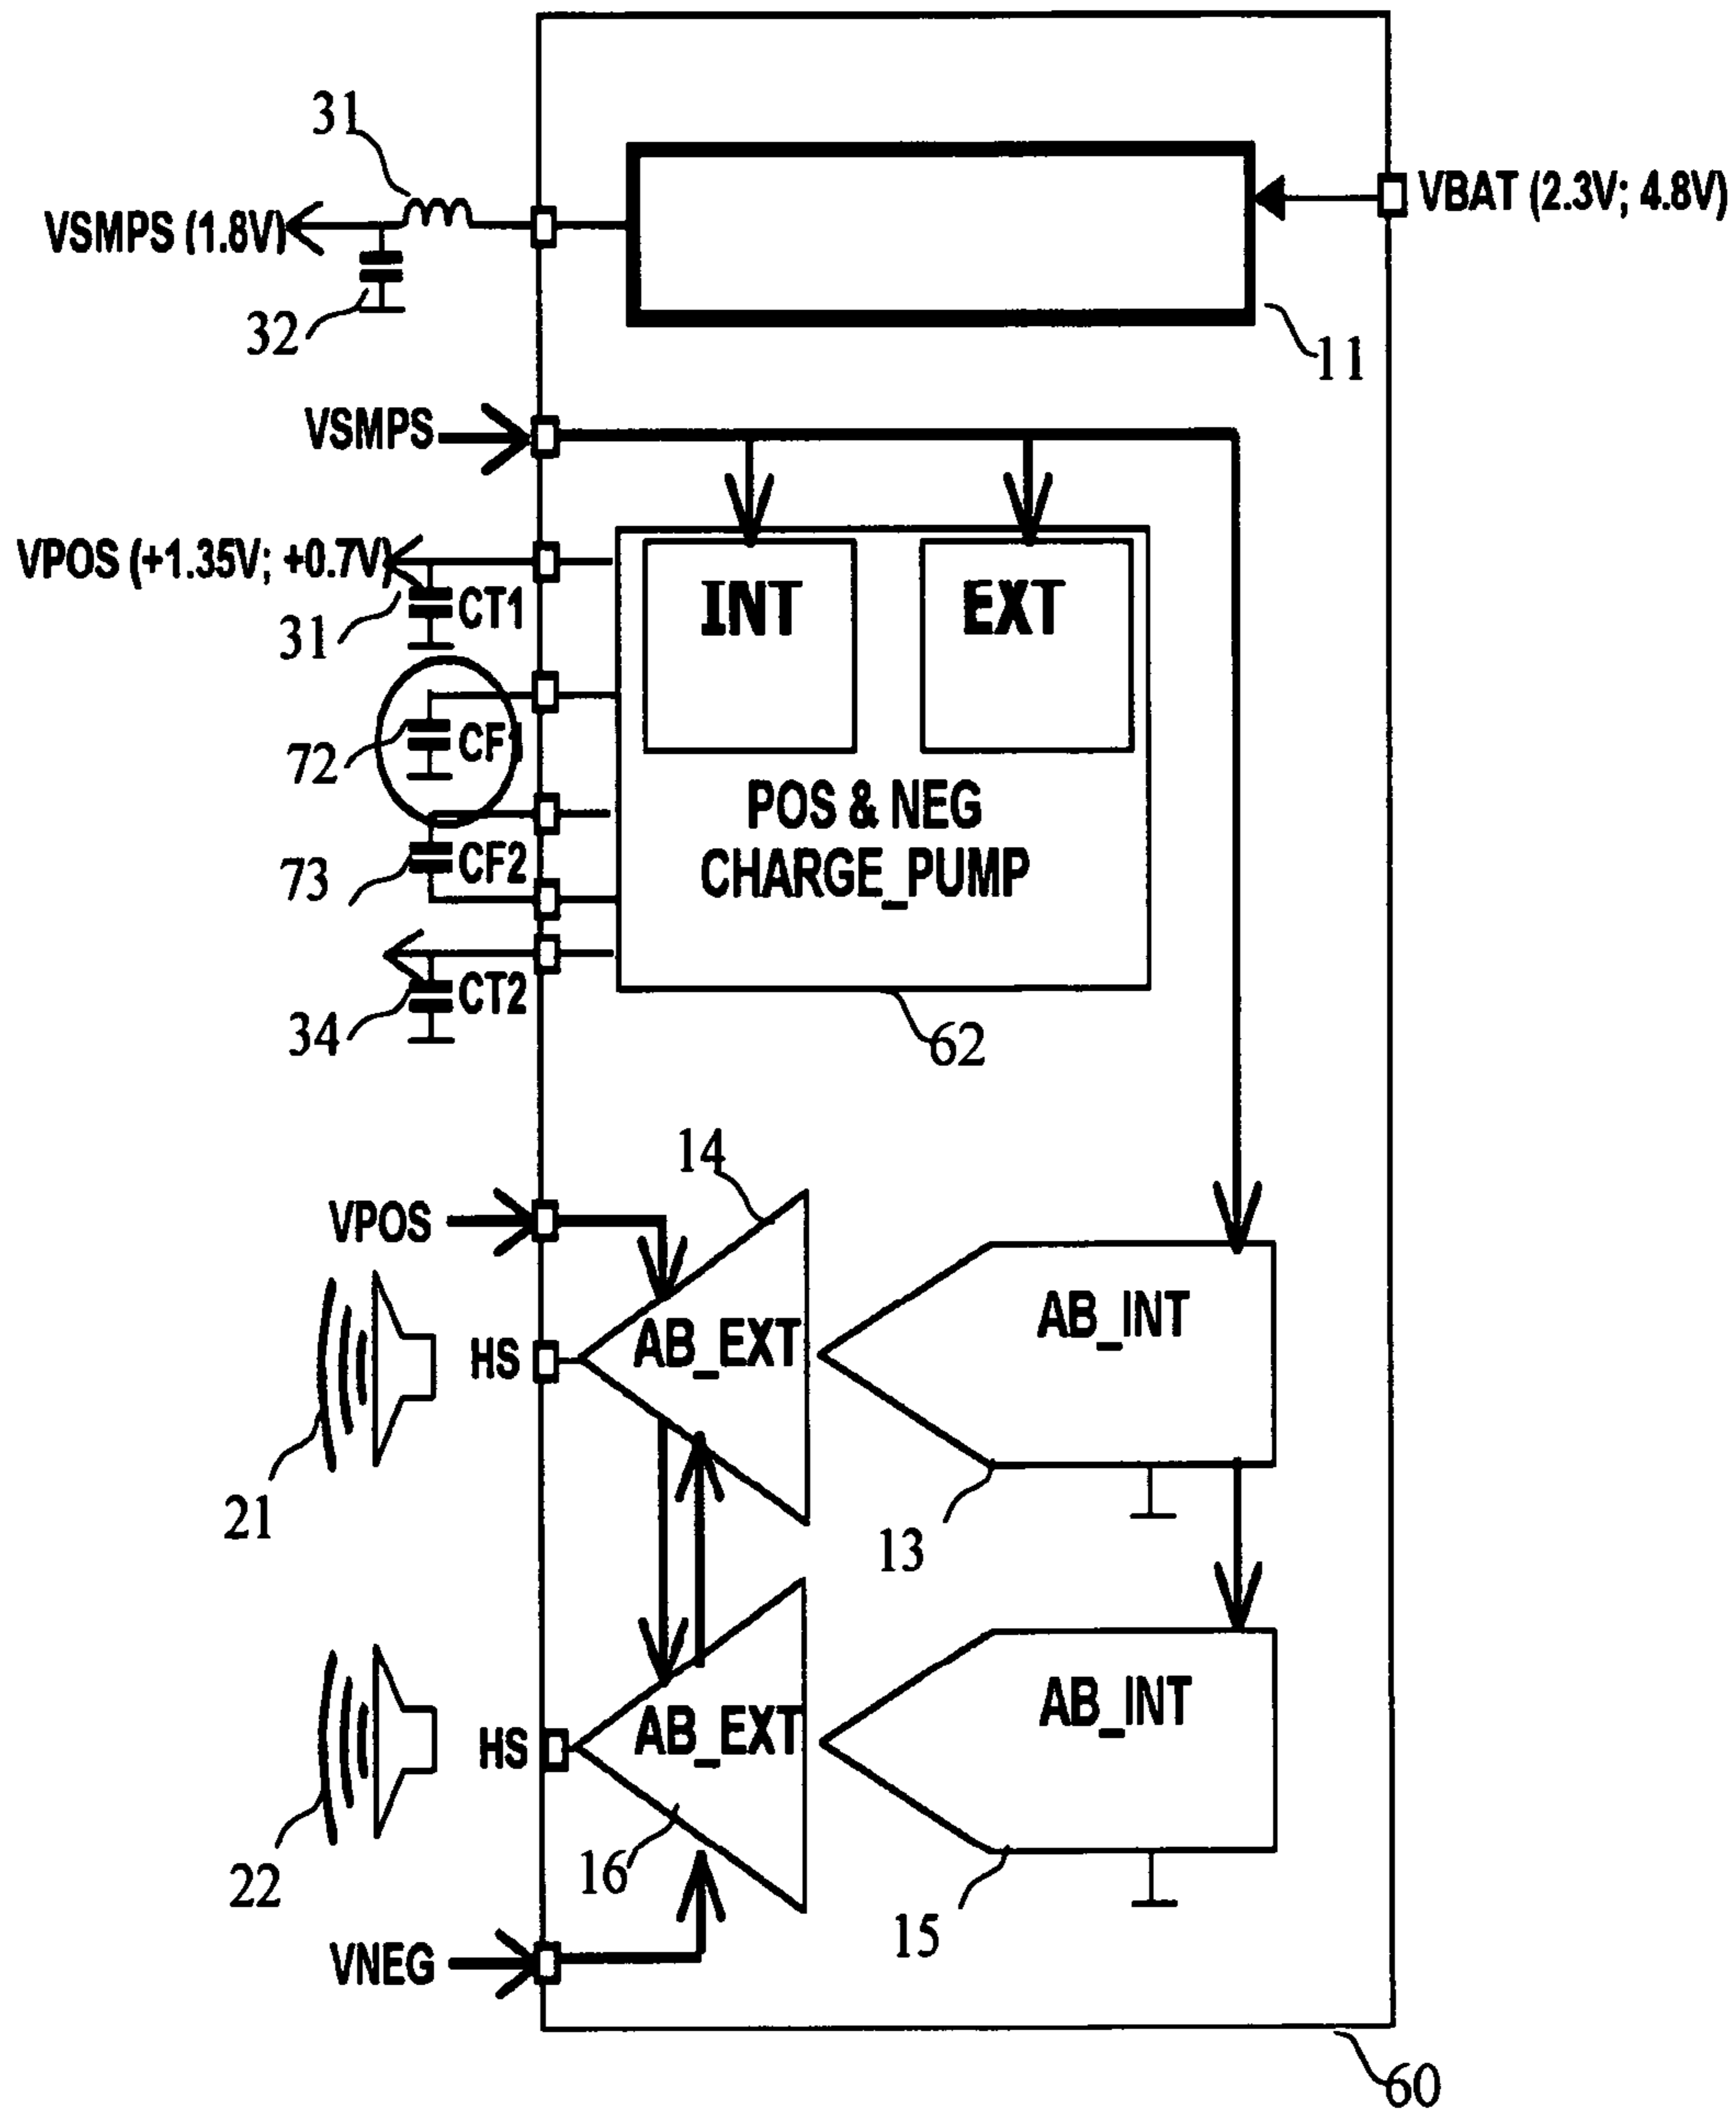 31
VSMPS (1.8V)
VBAT (2.3V; 4.8V)
32
11
VSMPS
VPOS (+1.35V; +0.7V)
CT1
31
INT
EXT
72
CF1
POS & NEG
CHARGE_PUMP
73
CF2
CT2
34
62
14
VPOS
AB_INT
HS
AB_EXT
21
13
AB_INT
HS
AB_EXT
22
16
15
VNEG
60